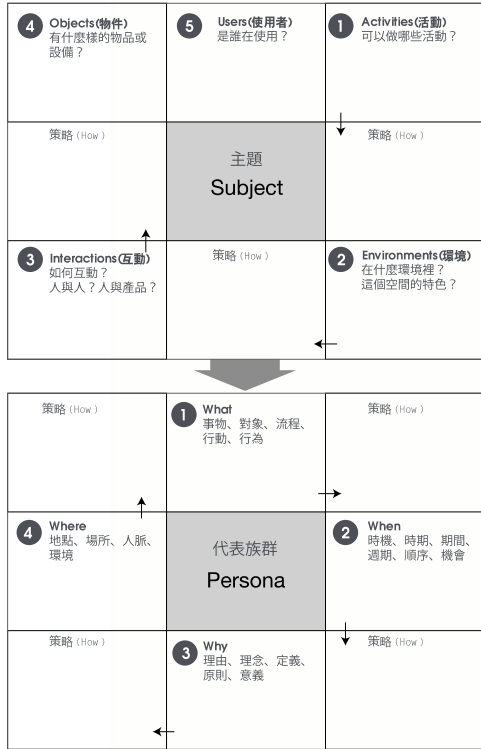 4 Objects(物件)
有什麼樣的物品或
設備？
5 Users(使用者)
是誰在使用？
1 Activities(活動)
可以做哪些活動？
策略 (How)
主題
Subject
策略 (How)
3 Interactions(互動)
如何互動？
人與人？人與產品？
策略 (How)
2 Environments(環境)
在什麼環境裡？
這個空間的特色？
策略 (How)
1 What
事物、對象、流程、
行動、行為
策略 (How)
4 Where
地點、場所、人脈、
環境
代表族群
Persona
2 When
時機、時期、期間、
週期、順序、機會
策略 (How)
3 Why
理由、理念、定義、
原則、意義
策略 (How)